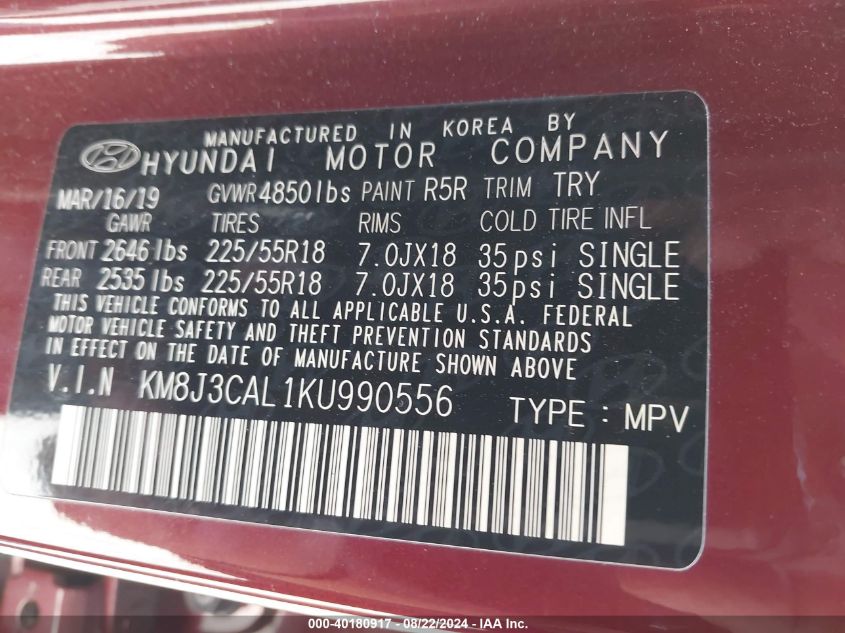 MANUFACTURED IN KOREA BY
HYUNDAI MOTOR COMPANY
MAR/16/19 GVWR 4850lbs PAINT R5R TRIM TRY
GAWR TIRES RIMS COLD TIRE INFL
FRONT 2646lbs 225/55R18 7.0JX18 35psi SINGLE
REAR 2535lbs 225/55R18 7.0JX18 35psi SINGLE
THIS VEHICLE CONFORMS TO ALL APPLICABLE U.S.A. FEDERAL
MOTOR VEHICLE SAFETY AND THEFT PREVENTION STANDARDS
IN EFFECT ON THE DATE OF MANUFACTURE SHOWN ABOVE
V.I.N KM8J3CAL1KU990556 TYPE : MPV
000-40180917 - 08/22/2024 - IAA Inc.